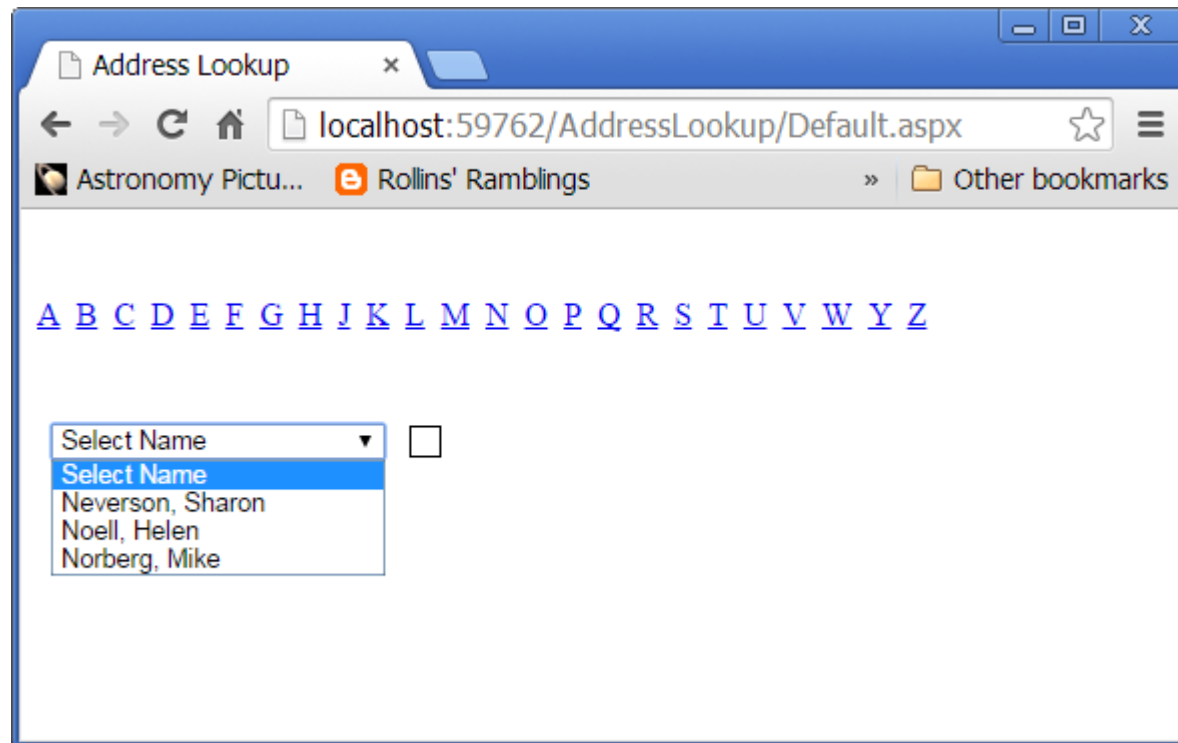 Address Lookup
localhost:59762/AddressLookup/Default.aspx
Astronomy Pictu... Rollins' Ramblings » Other bookmarks
A B C D E F G H J K L M N O P Q R S T U V W Y Z
Select Name
Select Name
Neverson, Sharon
Noell, Helen
Norberg, Mike